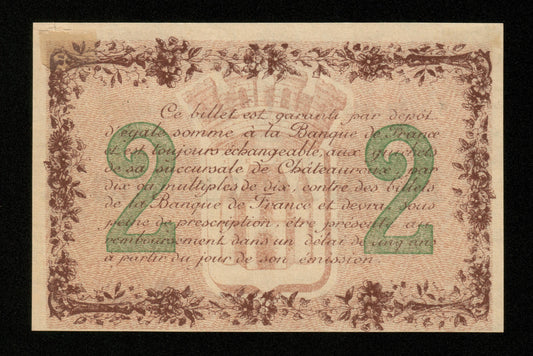 Ce billet est garanti par dépôt
d'égale somme à la Banque de France
et est toujours échangeable, aux guichets
de sa succursale de Châteauroux, par
dix ou multiples de dix, contre des billets
de la Banque de France et devra, sous
peine de prescription, être présenté au
remboursement dans un délai de cinq ans
à partir du jour de son émission.
2
2